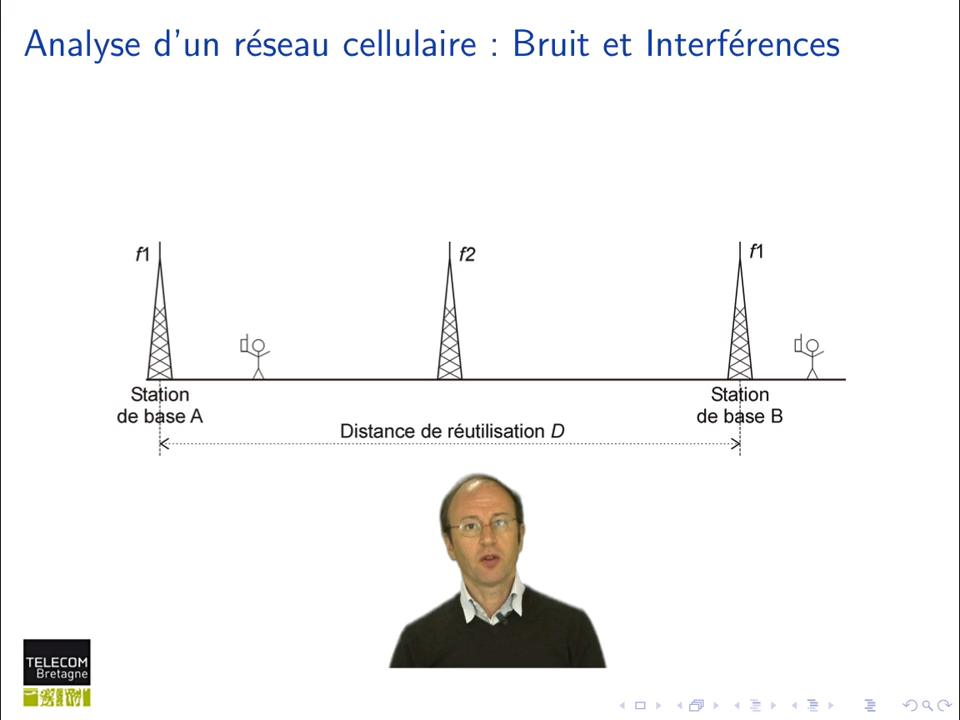 Analyse d'un réseau cellulaire : Bruit et Interférences
f1
f2
f1
Station
de base A
Station
de base B
Distance de réutilisation D
TELECOM
Bretagne